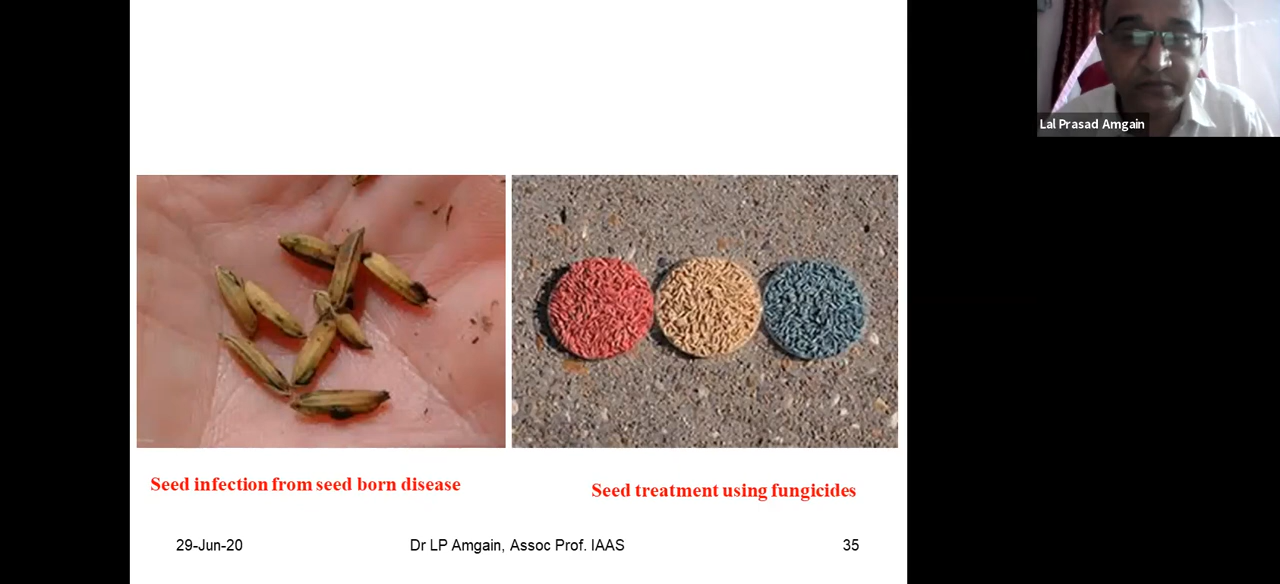 Lal Prasad Amgain
Seed infection from seed born disease
Seed treatment using fungicides
29-Jun-20
Dr LP Amgain, Assoc Prof. IAAS
35